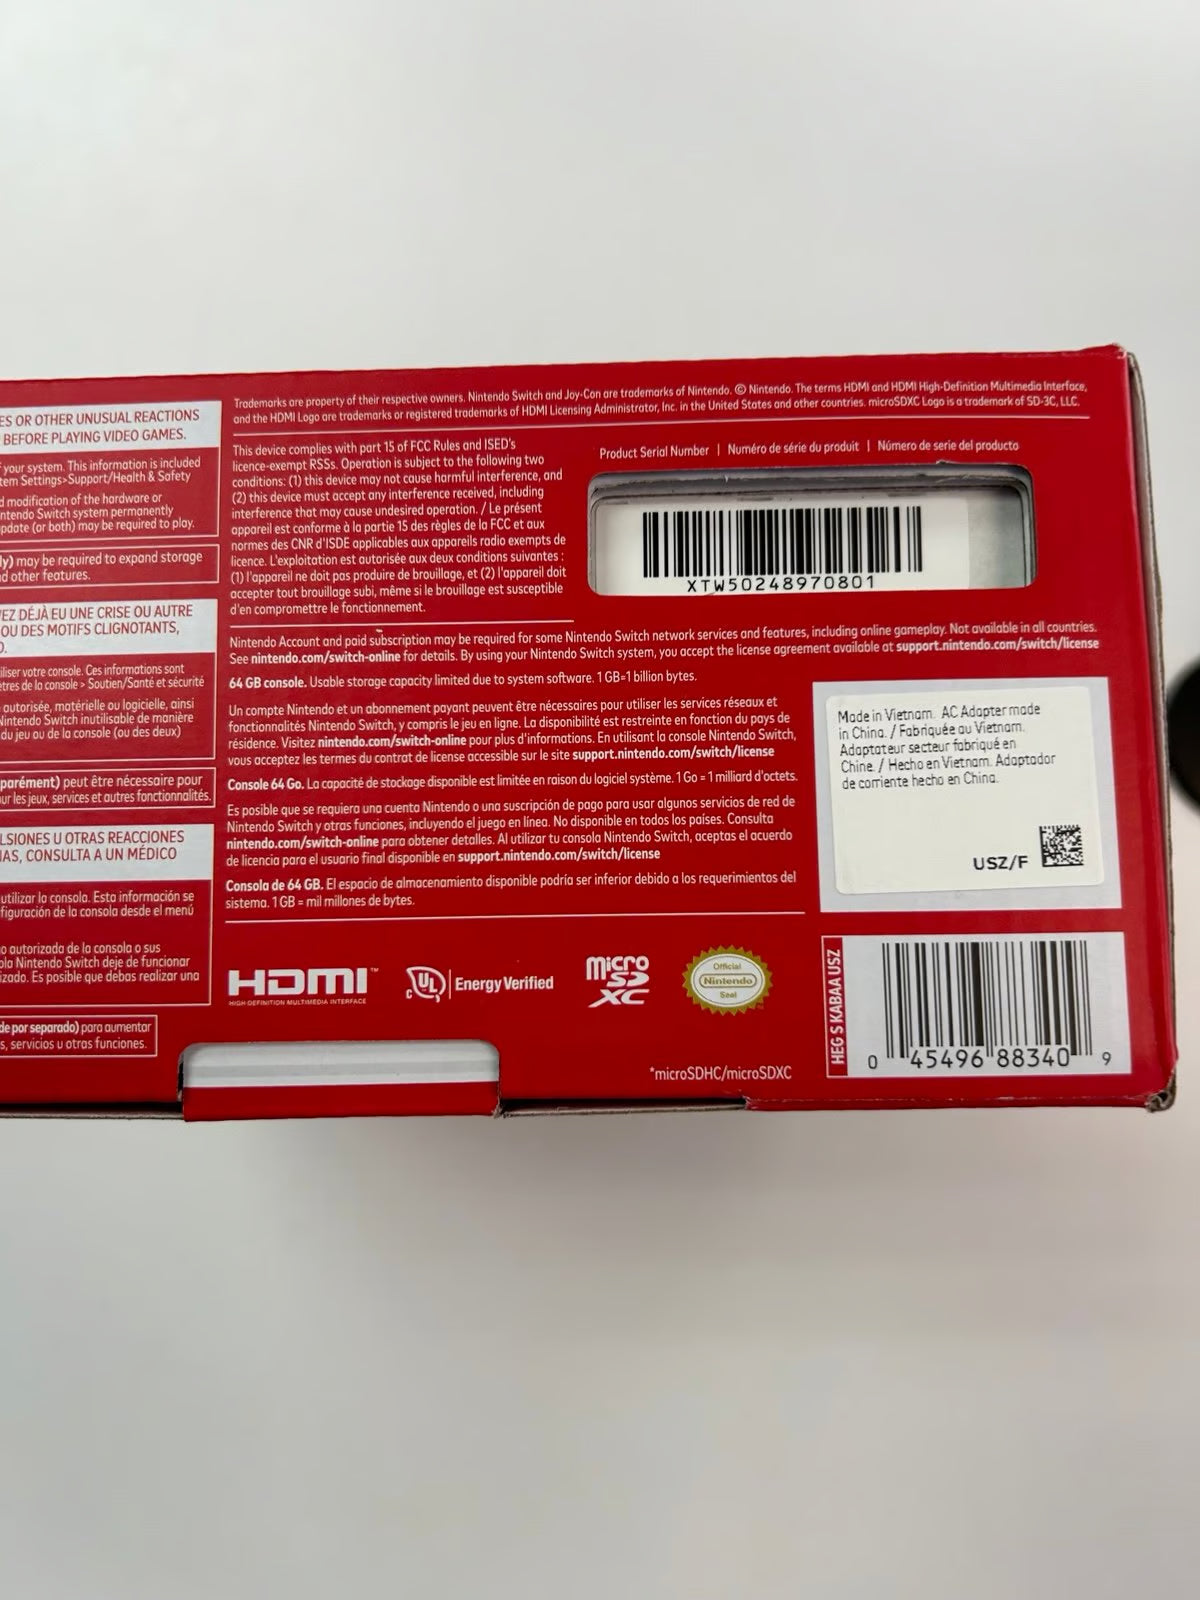 ES OR OTHER UNUSUAL REACTIONS
BEFORE PLAYING VIDEO GAMES.
your system. This information is included
tem Settings>Support/Health & Safety
d modification of the hardware or
ntendo Switch system permanently
pdate (or both) may be required to play.
ly) may be required to expand storage
d other features.
EZ DÉJÀ EU UNE CRISE OU AUTRE
OU DES MOTIFS CLIGNOTANTS,
O.
iliser votre console. Ces informations sont
ètres de la console > Soutien/Santé et sécurité
autorisée, matérielle ou logicielle, ainsi
Nintendo Switch inutilisable de manière
du jeu ou de la console (ou des deux)
parément) peut être nécessaire pour
ur les jeux, services et autres fonctionnalités.
LSIONES U OTRAS REACCIONES
IAS, CONSULTA A UN MÉDICO
utilizar la consola. Esta información se
figuración de la consola desde el menú
o autorizada de la consola o sus
ola Nintendo Switch deje de funcionar
izado. Es posible que debas realizar una
de por separado) para aumentar
s, servicios u otras funciones.
Trademarks are property of their respective owners. Nintendo Switch and Joy-Con are trademarks of Nintendo. © Nintendo. The terms HDMI and HDMI High-Definition Multimedia Interface,
and the HDMI Logo are trademarks or registered trademarks of HDMI Licensing Administrator, Inc. in the United States and other countries. microSDXC Logo is a trademark of SD-3C, LLC.
This device complies with part 15 of FCC Rules and ISED's
licence-exempt RSSs. Operation is subject to the following two
conditions: (1) this device may not cause harmful interference, and
(2) this device must accept any interference received, including
interference that may cause undesired operation. / Le présent
appareil est conforme à la partie 15 des règles de la FCC et aux
normes des CNR d'ISDE applicables aux appareils radio exempts de
licence. L'exploitation est autorisée aux deux conditions suivantes :
(1) l'appareil ne doit pas produire de brouillage, et (2) l'appareil doit
accepter tout brouillage subi, même si le brouillage est susceptible
d'en compromettre le fonctionnement.
Product Serial Number | Numéro de série du produit | Número de serie del producto
XTW50248970801
Nintendo Account and paid subscription may be required for some Nintendo Switch network services and features, including online gameplay. Not available in all countries.
See nintendo.com/switch-online for details. By using your Nintendo Switch system, you accept the license agreement available at support.nintendo.com/switch/license
64 GB console. Usable storage capacity limited due to system software. 1 GB=1 billion bytes.
Un compte Nintendo et un abonnement payant peuvent être nécessaires pour utiliser les services réseaux et
fonctionnalités Nintendo Switch, y compris le jeu en ligne. La disponibilité est restreinte en fonction du pays de
résidence. Visitez nintendo.com/switch-online pour plus d'informations. En utilisant la console Nintendo Switch,
vous acceptez les termes du contrat de license accessible sur le site support.nintendo.com/switch/license
Console 64 Go. La capacité de stockage disponible est limitée en raison du logiciel système. 1 Go = 1 milliard d'octets.
Es posible que se requiera una cuenta Nintendo o una suscripción de pago para usar algunos servicios de red de
Nintendo Switch y otras funciones, incluyendo el juego en línea. No disponible en todos los países. Consulta
nintendo.com/switch-online para obtener detalles. Al utilizar tu consola Nintendo Switch, aceptas el acuerdo
de licencia para el usuario final disponible en support.nintendo.com/switch/license
Consola de 64 GB. El espacio de almacenamiento disponible podría ser inferior debido a los requerimientos del
sistema. 1 GB = mil millones de bytes.
Made in Vietnam. AC Adapter made
in China. / Fabriquée au Vietnam.
Adaptateur secteur fabriqué en
Chine. / Hecho en Vietnam. Adaptador
de corriente hecho en China.
USZ/F
HDMI™
HIGH-DEFINITION MULTIMEDIA INTERFACE
c UL Energy Verified
micro SD XC
Official
Nintendo
Seal
*microSDHC/microSDXC
HEG S KABAA USZ
0 45496 88340 9